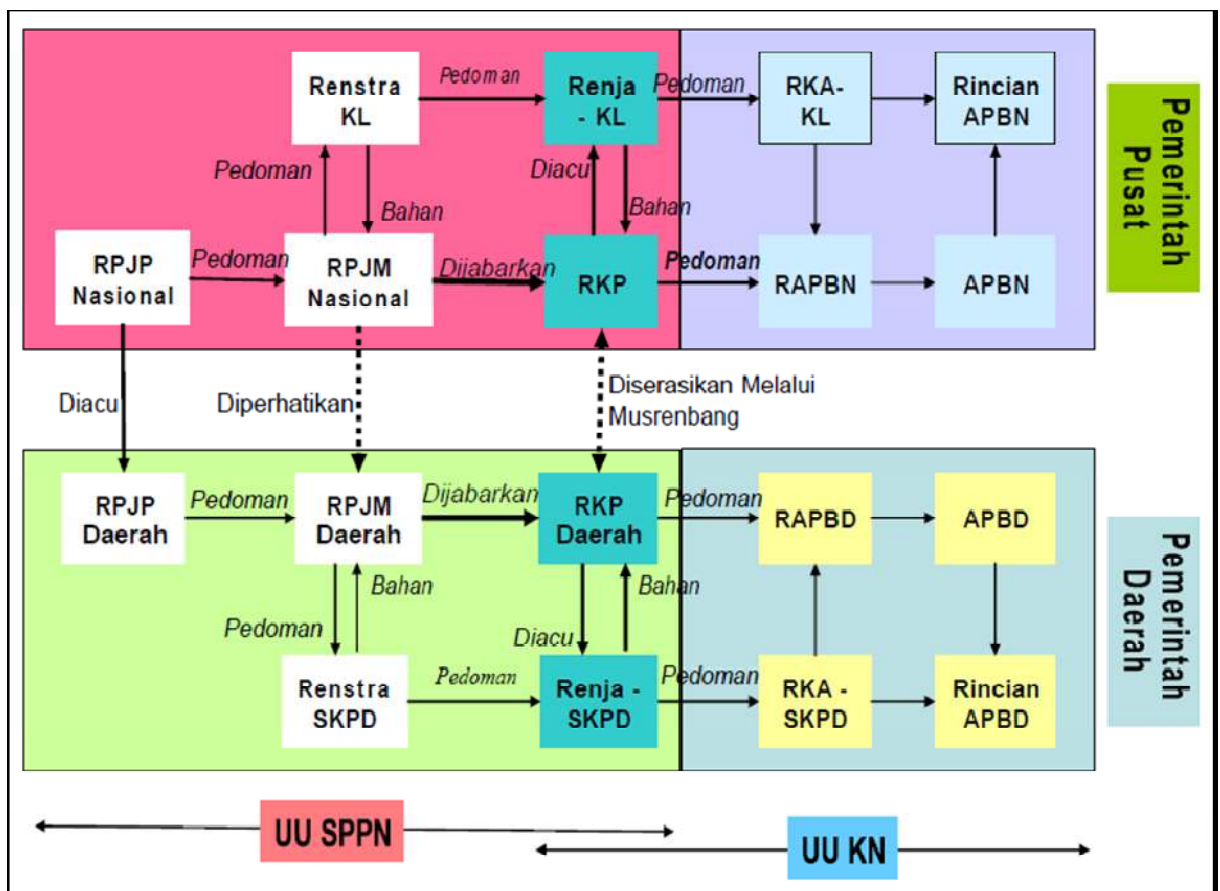 Renstra
KL
Pedoman
Renja
- KL
Pedoman
RKA-
KL
Rincian
APBN
Pemerintah
Pusat
Pedoman
Bahan
Diacu
Bahan
RPJP
Nasional
Pedoman
RPJM
Nasional
Dijabarkan
RKP
Pedoman
RAPBN
APBN
Diacu
Diperhatikan
Diserasikan Melalui
Musrenbang
RPJP
Daerah
Pedoman
RPJM
Daerah
Dijabarkan
RKP
Daerah
Pedoman
RAPBD
APBD
Pemerintah
Daerah
Pedoman
Bahan
Diacu
Bahan
Renstra
SKPD
Pedoman
Renja -
SKPD
Pedoman
RKA -
SKPD
Rincian
APBD
UU SPPN
UU KN